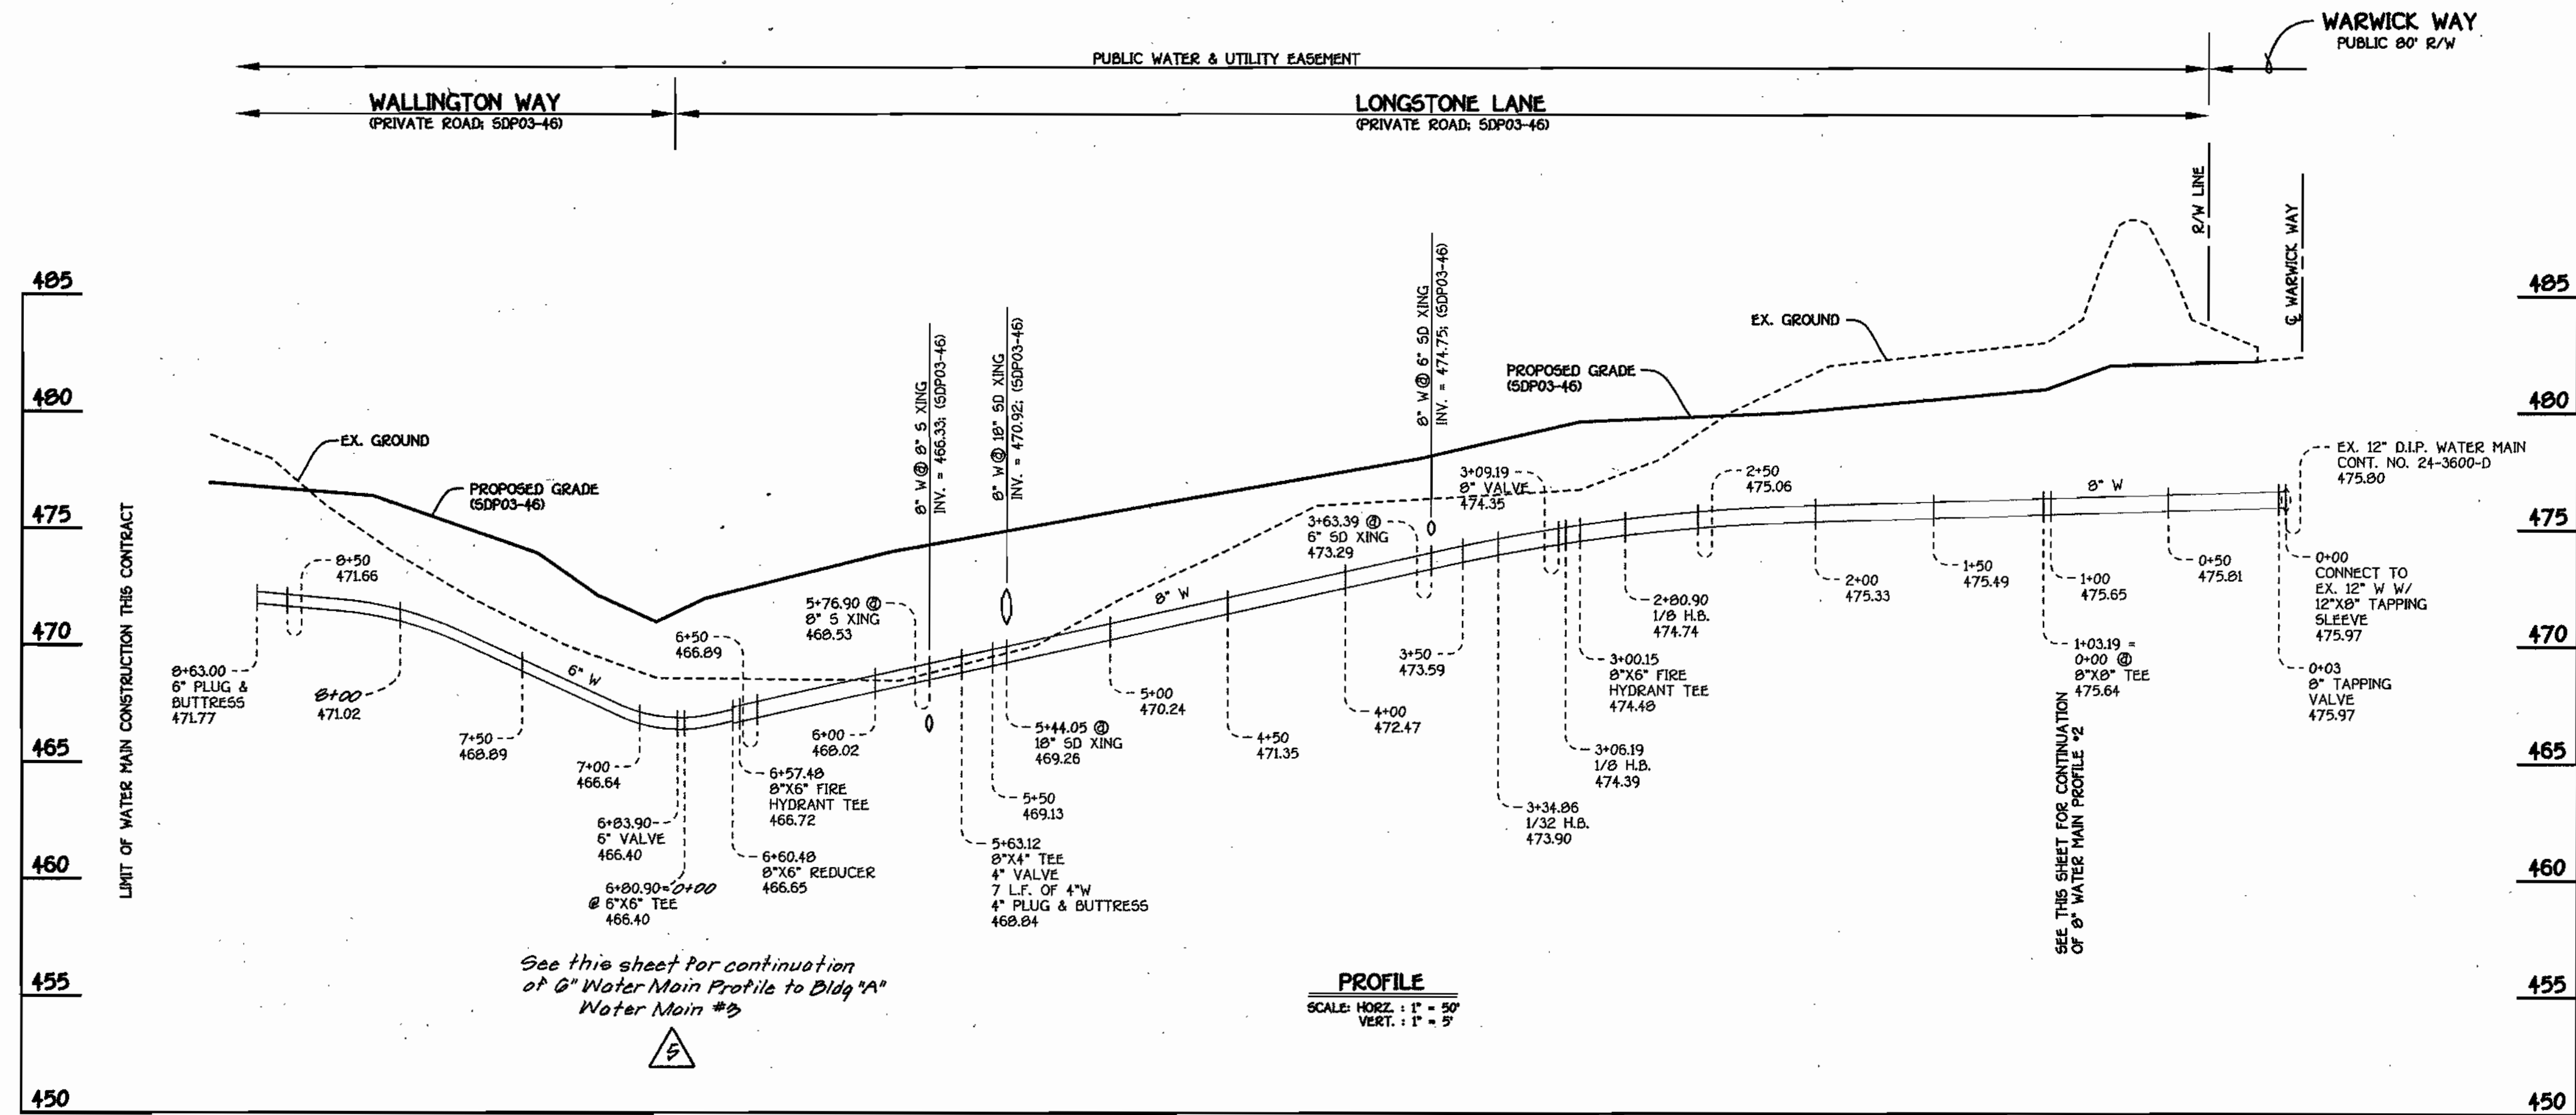 WARWICK WAY
PUBLIC 80' R/W
PUBLIC WATER & UTILITY EASEMENT
WALLINGTON WAY
(PRIVATE ROAD; SDP03-46)
LONGSTONE LANE
(PRIVATE ROAD; SDP03-46)
R/W LINE
℄ WARWICK WAY
485
480
475
470
465
460
455
450
485
480
475
470
465
460
455
450
LIMIT OF WATER MAIN CONSTRUCTION THIS CONTRACT
EX. GROUND
PROPOSED GRADE
(SDP03-46)
8" W @ 8" S XING
INV. = 466.33; (SDP03-46)
8" W @ 18" SD XING
INV. = 470.92; (SDP03-46)
8" W @ 6" SD XING
INV. = 474.75; (SDP03-46)
EX. GROUND
PROPOSED GRADE
(SDP03-46)
EX. 12" D.I.P. WATER MAIN
CONT. NO. 24-3600-D
475.80
8+63.00
6" PLUG &
BUTTRESS
471.77
8+50
471.66
8+00
471.02
6" W
7+50
468.89
7+00
466.64
6+83.90
6" VALVE
466.40
6+80.90=0+00
@ 6"X6" TEE
466.40
6+50
466.89
6+57.48
8"X6" FIRE
HYDRANT TEE
466.72
6+60.48
8"X6" REDUCER
466.65
6+00
468.02
5+76.90 @
8" S XING
468.53
5+63.12
8"X4" TEE
4" VALVE
7 L.F. OF 4"W
4" PLUG & BUTTRESS
468.84
5+50
469.13
5+44.05 @
18" SD XING
469.26
5+00
470.24
8" W
4+50
471.35
4+00
472.47
3+63.39 @
6" SD XING
473.29
3+50
473.59
3+34.86
1/32 H.B.
473.90
3+09.19
8" VALVE
474.35
3+06.19
1/8 H.B.
474.39
3+00.15
8"X6" FIRE
HYDRANT TEE
474.48
2+80.90
1/8 H.B.
474.74
2+50
475.06
2+00
475.33
1+50
475.49
8" W
1+03.19 =
0+00 @
8"X8" TEE
475.64
1+00
475.65
0+50
475.81
0+00
CONNECT TO
EX. 12" W W/
12"X8" TAPPING
SLEEVE
475.97
0+03
8" TAPPING
VALVE
475.97
SEE THIS SHEET FOR CONTINUATION
OF 8" WATER MAIN PROFILE #2
See this sheet for continuation
of 6" Water Main Profile to Bldg "A"
Water Main #3
5
PROFILE
SCALE: HORZ. : 1" = 50'
VERT. : 1" = 5'